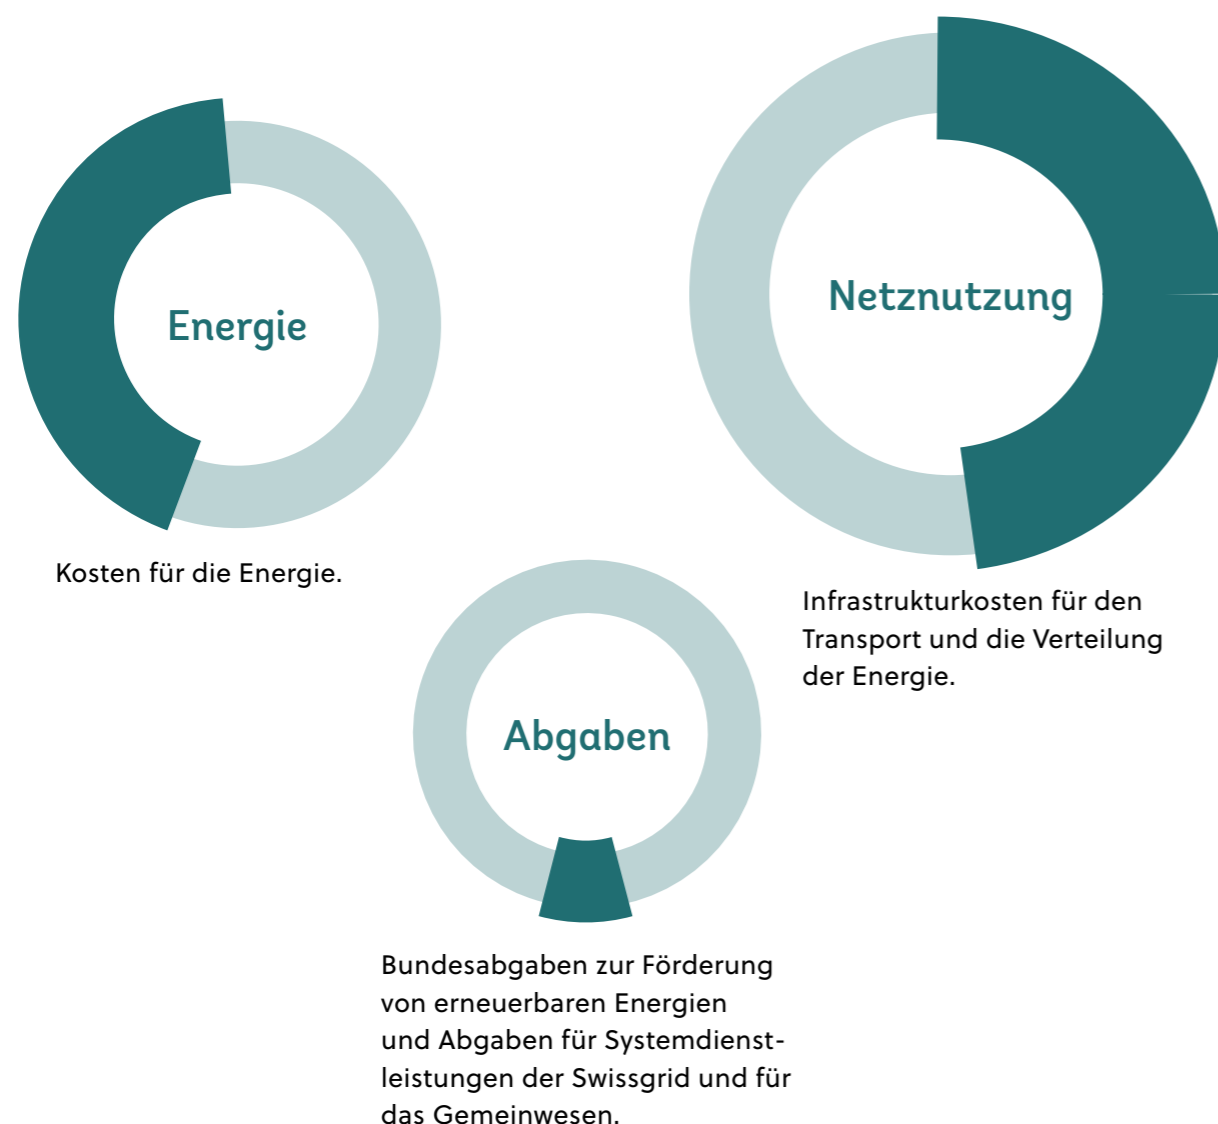 Energie
Kosten für die Energie.
Netznutzung
Infrastrukturkosten für den
Transport und die Verteilung
der Energie.
Abgaben
Bundesabgaben zur Förderung
von erneuerbaren Energien
und Abgaben für Systemdienst-
leistungen der Swissgrid und für
das Gemeinwesen.